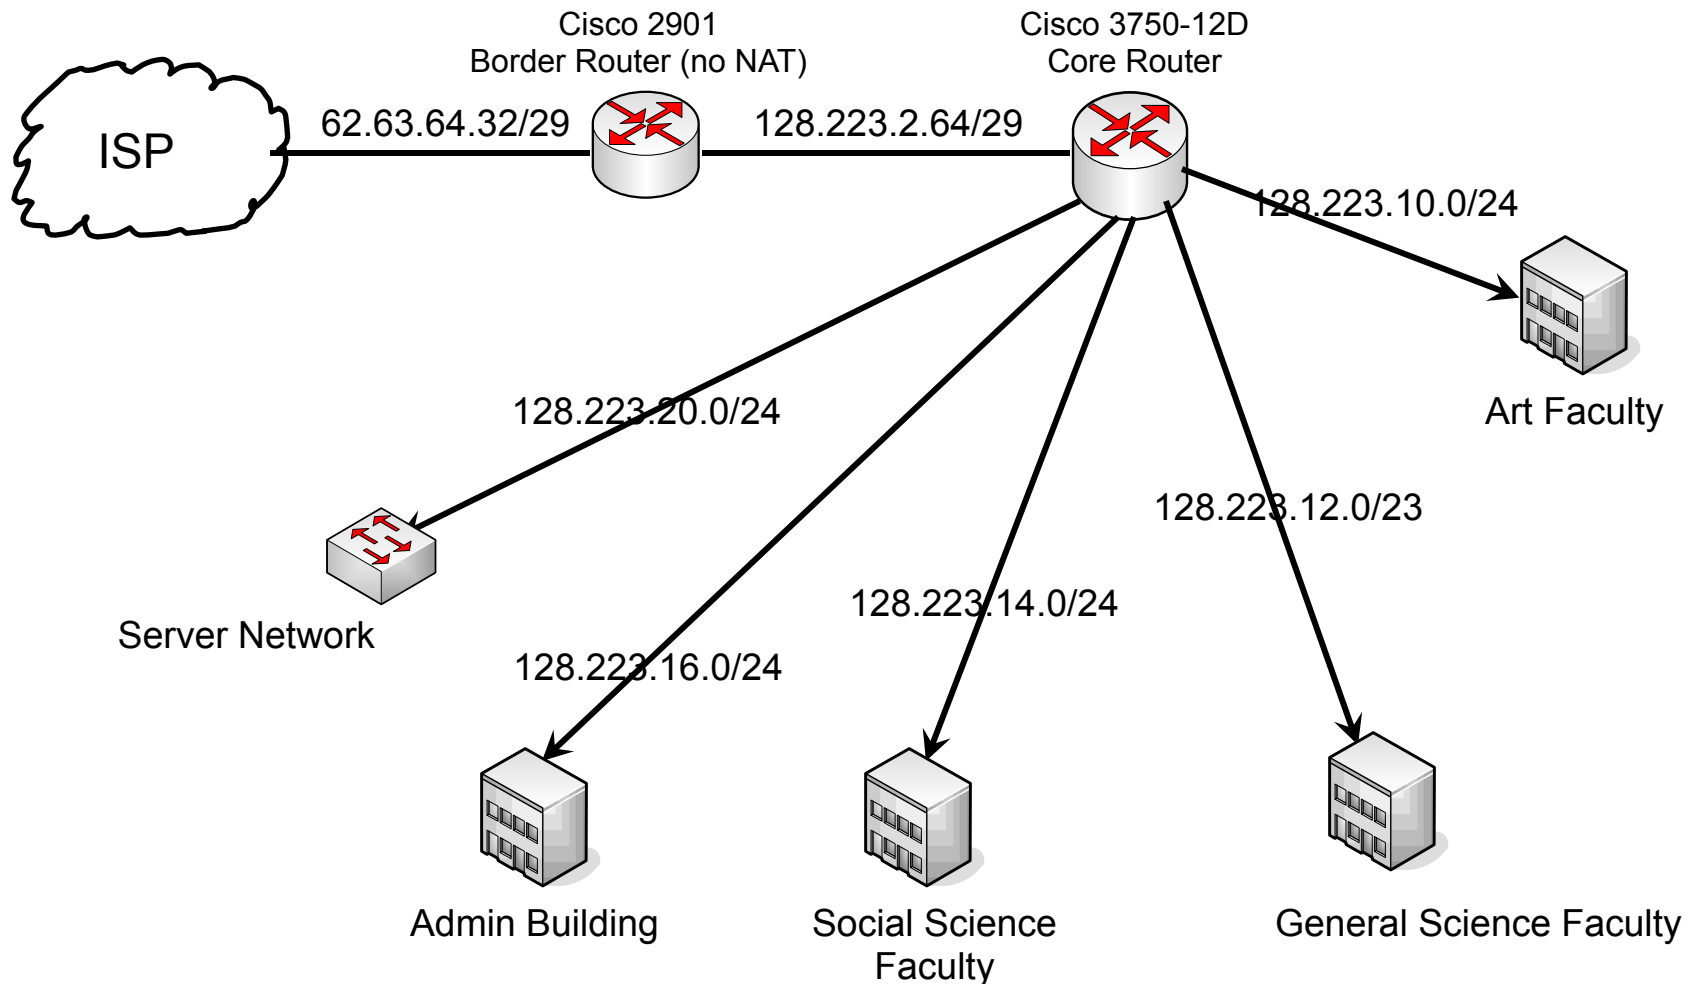 Cisco 2901
Border Router (no NAT)
Cisco 3750-12D
Core Router
ISP
62.63.64.32/29
128.223.2.64/29
128.223.10.0/24
Art Faculty
128.223.20.0/24
128.223.12.0/23
Server Network
128.223.14.0/24
128.223.16.0/24
Admin Building
Social Science
Faculty
General Science Faculty